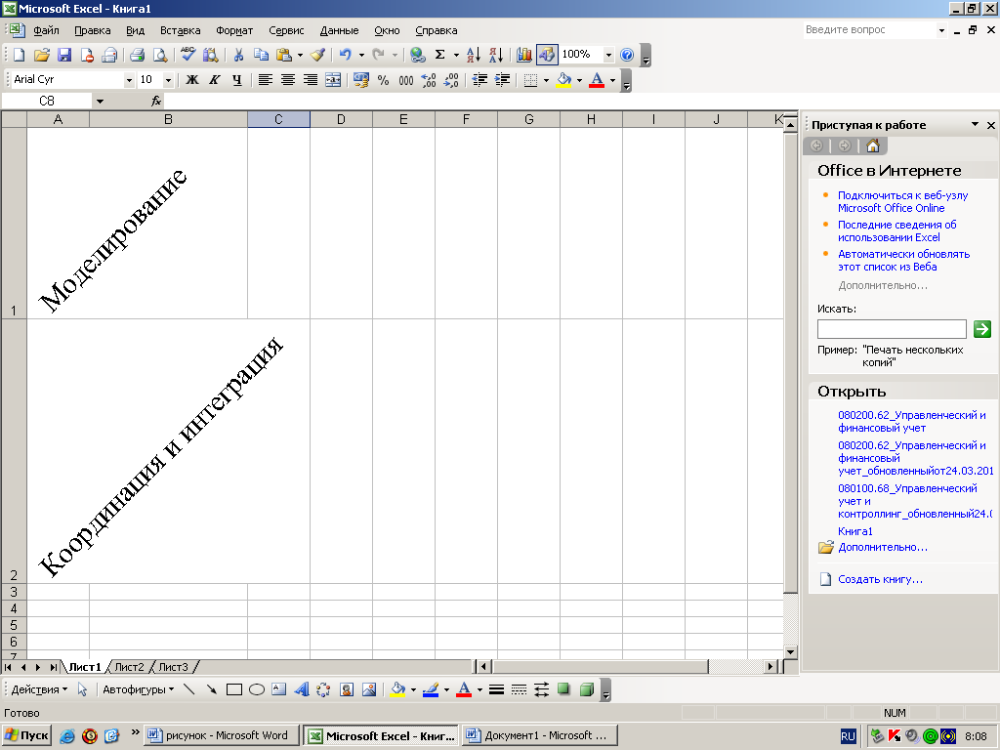 Microsoft Excel - Книга1
Файл Правка Вид Вставка Формат Сервис Данные Окно Справка Введите вопрос
100%
Arial Cyr 10 Ж К Ч % 000
C8 fx
A B C D E F G H I J K
Приступая к работе
Office в Интернете
Подключиться к веб-узлу
Microsoft Office Online
Последние сведения об
использовании Excel
Автоматически обновлять
этот список из Веба
Дополнительно...
Искать:
Пример: "Печать нескольких
копий"
Открыть
080200.62_Управленческий и
финансовый учет
080200.62_Управленческий и
финансовый
учет_обновленныйот24.03.201
080100.68_Управленческий
учет и
контроллинг_обновленный24.0
Книга1
Дополнительно...
Создать книгу...
Моделирование
1
Координация и интеграция
2
3
4
5
6
7
Лист1 Лист2 Лист3
Действия Автофигуры
Готово NUM
Пуск рисунок - Microsoft Word Microsoft Excel - Книг... Документ1 - Microsoft ... RU 8:08